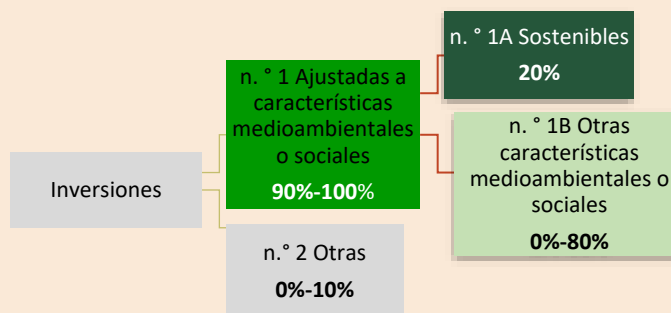 Inversiones
n. ° 1 Ajustadas a
características
medioambientales
o sociales
90%-100%
n.° 2 Otras
0%-10%
n. ° 1A Sostenibles
20%
n. ° 1B Otras
características
medioambientales o
sociales
0%-80%